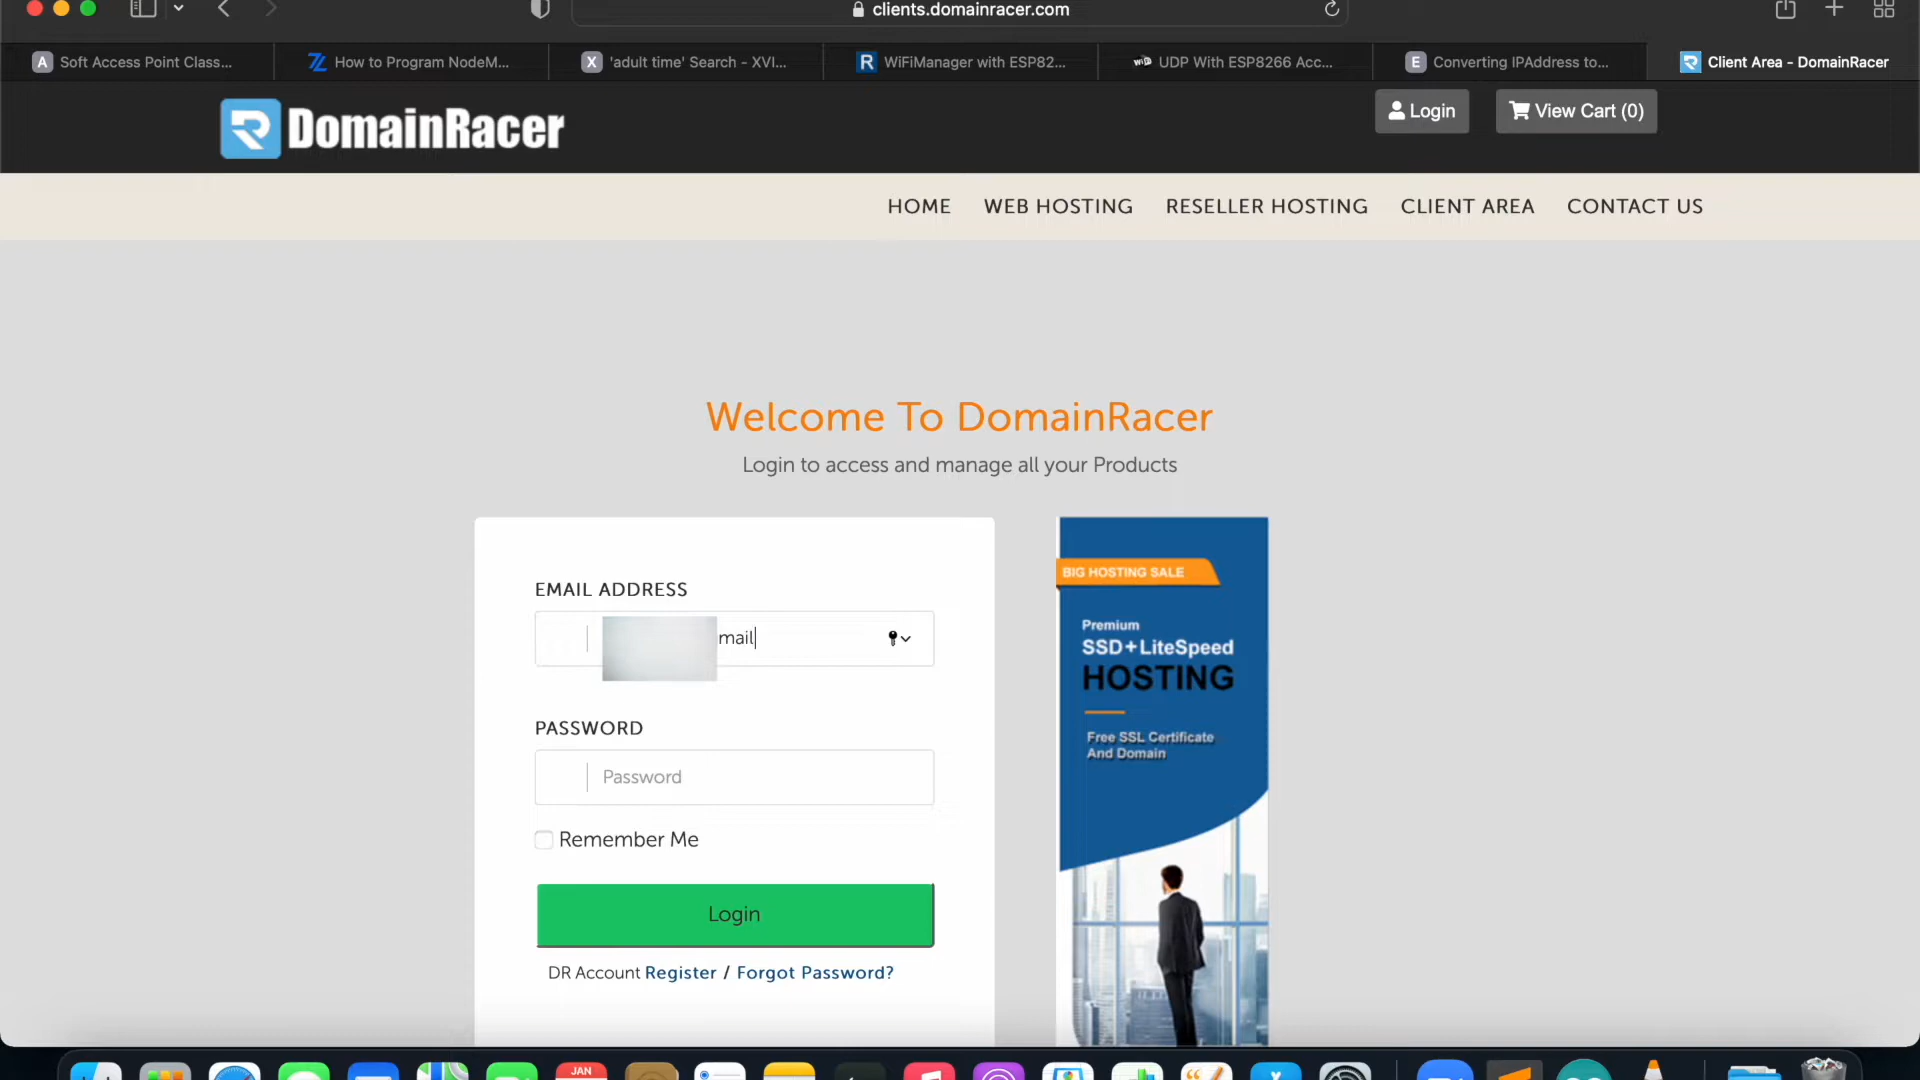 clients.domainracer.com
Soft Access Point Class...
How to Program NodeM...
'adult time' Search - XVI...
WiFiManager with ESP82...
UDP With ESP8266 Acc...
Converting IPAddress to...
Client Area - DomainRacer
DomainRacer
Login
View Cart (0)
HOME WEB HOSTING RESELLER HOSTING CLIENT AREA CONTACT US
Welcome To DomainRacer
Login to access and manage all your Products
EMAIL ADDRESS
mail
PASSWORD
Password
Remember Me
Login
DR Account Register / Forgot Password?
BIG HOSTING SALE
Premium
SSD+LiteSpeed
HOSTING
Free SSL Certificate
And Domain
JAN